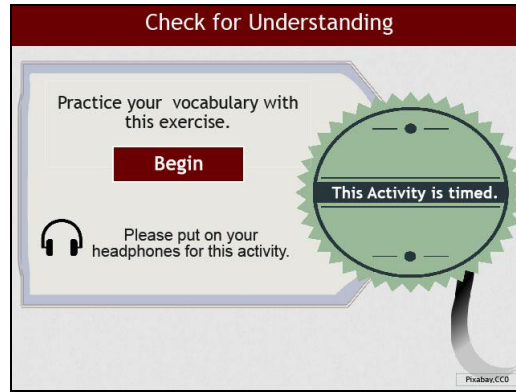 Check for Understanding
Practice your vocabulary with
this exercise.
Begin
This Activity is timed.
Please put on your
headphones for this activity.
Pixabay,CC0